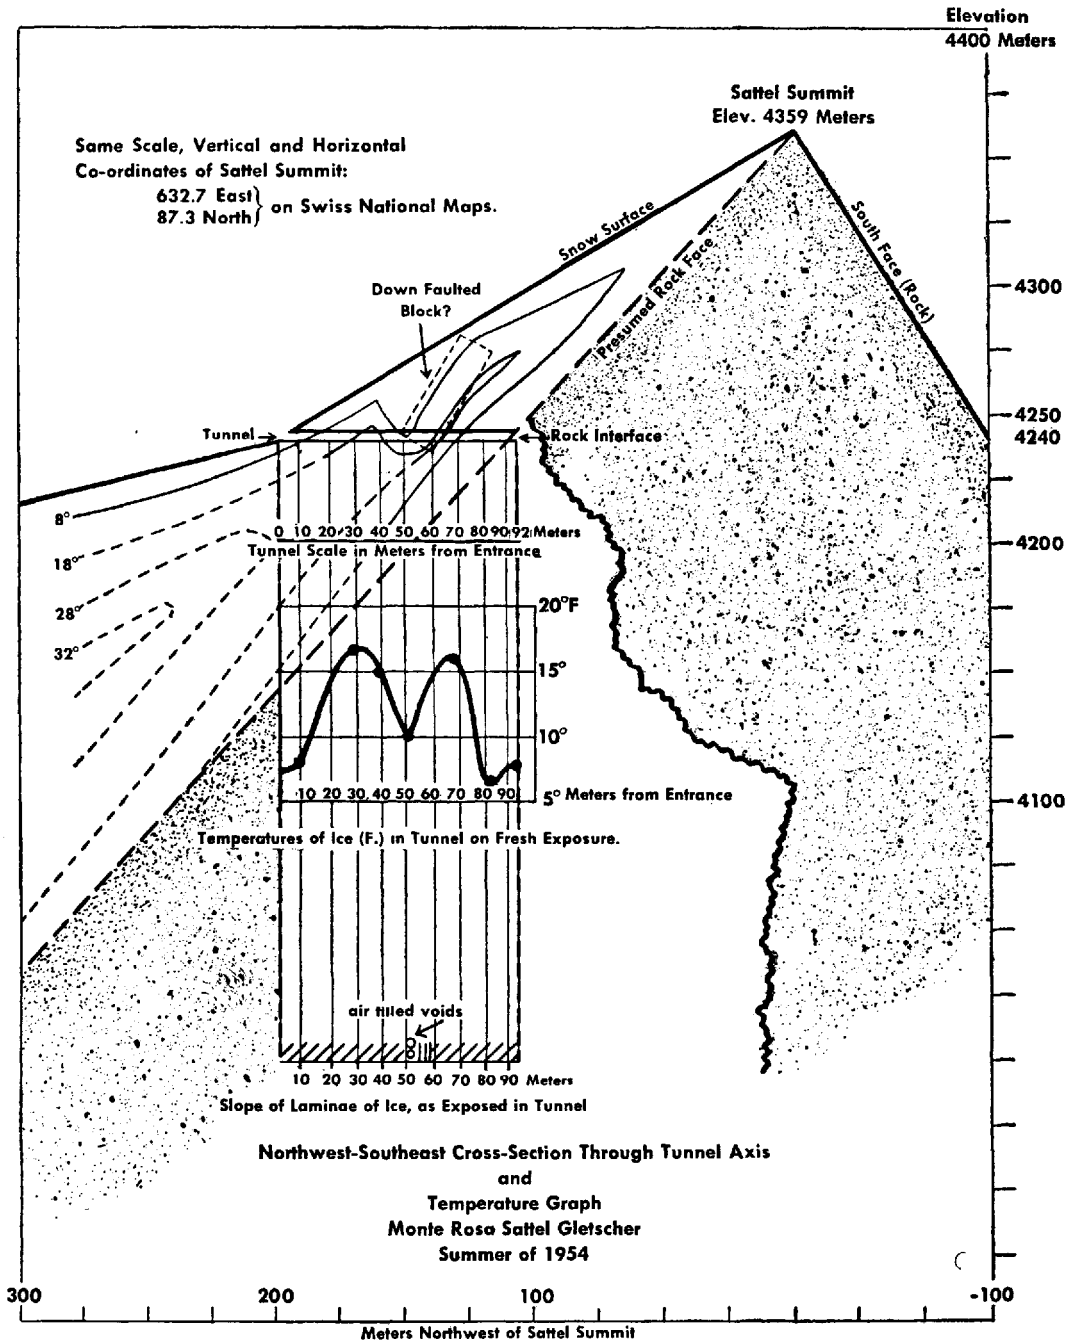 Elevation
4400 Meters
Sattel Summit
Elev. 4359 Meters
Same Scale, Vertical and Horizontal
Co-ordinates of Sattel Summit:
632.7 East
87.3 North
} on Swiss National Maps.
Snow Surface
South Face (Rock)
Presumed Rock Face
Down Faulted
Block?
4300
4250
4240
Tunnel
Rock Interface
8°
18°
28°
32°
0 10 20 30 40 50 60 70 80 90 92 Meters
Tunnel Scale in Meters from Entrance
4200
20°F
15°
10°
5°
10 20 30 40 50 60 70 80 90 Meters from Entrance
4100
Temperatures of Ice (F.) in Tunnel on Fresh Exposure.
air filled voids
10 20 30 40 50 60 70 80 90 Meters
Slope of Laminae of Ice, as Exposed in Tunnel
Northwest-Southeast Cross-Section Through Tunnel Axis
and
Temperature Graph
Monte Rosa Sattel Gletscher
Summer of 1954
300 200 100 -100
Meters Northwest of Sattel Summit